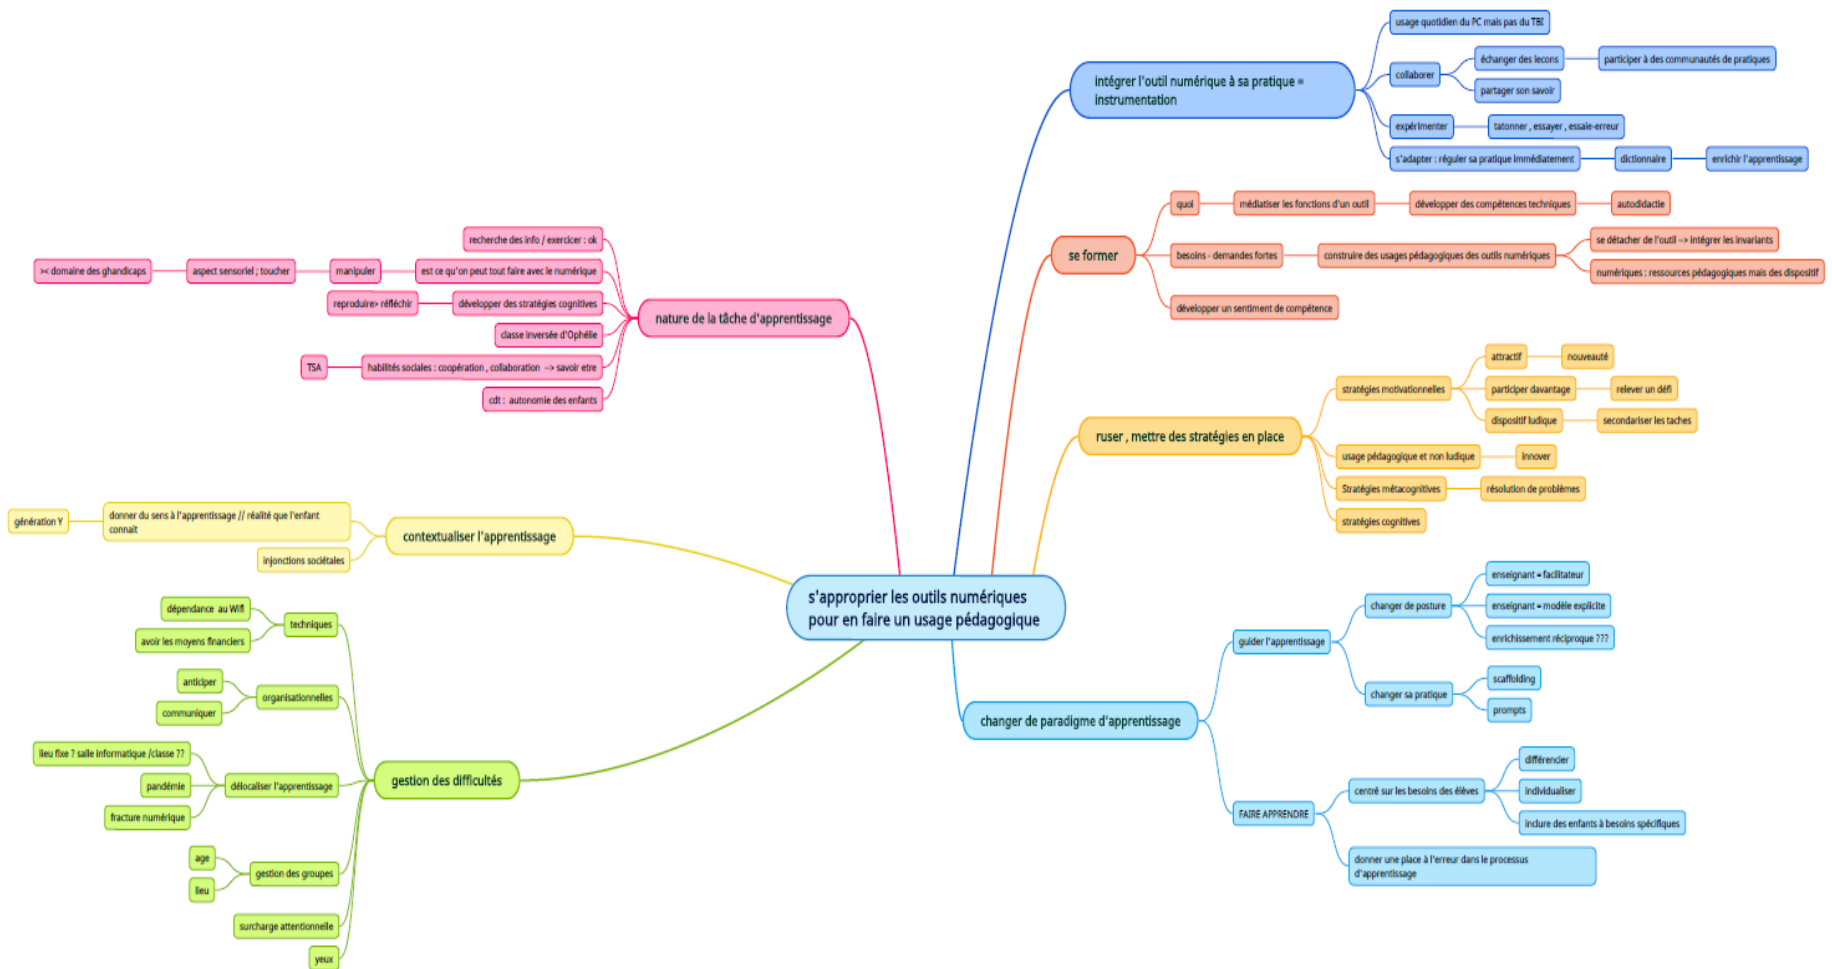 s'approprier les outils numériques
pour en faire un usage pédagogique
intégrer l'outil numérique à sa pratique =
instrumentation
usage quotidien du PC mais pas du TBI
collaborer
échanger des lecons
participer à des communautés de pratiques
partager son savoir
expérimenter
tatonner , essayer , essaie-erreur
s'adapter : réguler sa pratique immédiatement
dictionnaire
enrichir l'apprentissage
se former
quoi
médiatiser les fonctions d'un outil
développer des compétences techniques
autodidactie
besoins - demandes fortes
construire des usages pédagogiques des outils numériques
se détacher de l'outil --> intégrer les invariants
numériques : ressources pédagogiques mais des dispositif
développer un sentiment de compétence
ruser , mettre des stratégies en place
stratégies motivationnelles
attractif
nouveauté
participer davantage
relever un défi
dispositif ludique
secondariser les taches
usage pédagogique et non ludique
innover
Stratégies métacognitives
résolution de problèmes
stratégies cognitives
changer de paradigme d'apprentissage
guider l'apprentissage
changer de posture
enseignant = facilitateur
enseignant = modèle explicite
enrichissement réciproque ???
changer sa pratique
scaffolding
prompts
FAIRE APPRENDRE
centré sur les besoins des élèves
différencier
individualiser
inclure des enfants à besoins spécifiques
donner une place à l'erreur dans le processus
d'apprentissage
nature de la tâche d'apprentissage
recherche des info / exercicer : ok
est ce qu'on peut tout faire avec le numérique
manipuler
aspect sensoriel ; toucher
>< domaine des ghandicaps
développer des stratégies cognitives
reproduire> réfléchir
classe inversée d'Ophélie
habilités sociales : coopération , collaboration --> savoir etre
TSA
cdt : autonomie des enfants
contextualiser l'apprentissage
donner du sens à l'apprentissage // réalité que l'enfant
connait
génération Y
injonctions sociétales
gestion des difficultés
techniques
dépendance au Wifi
avoir les moyens financiers
organisationnelles
anticiper
communiquer
délocaliser l'apprentissage
lieu fixe ? salle informatique /classe ??
pandémie
fracture numérique
gestion des groupes
age
lieu
surcharge attentionnelle
yeux